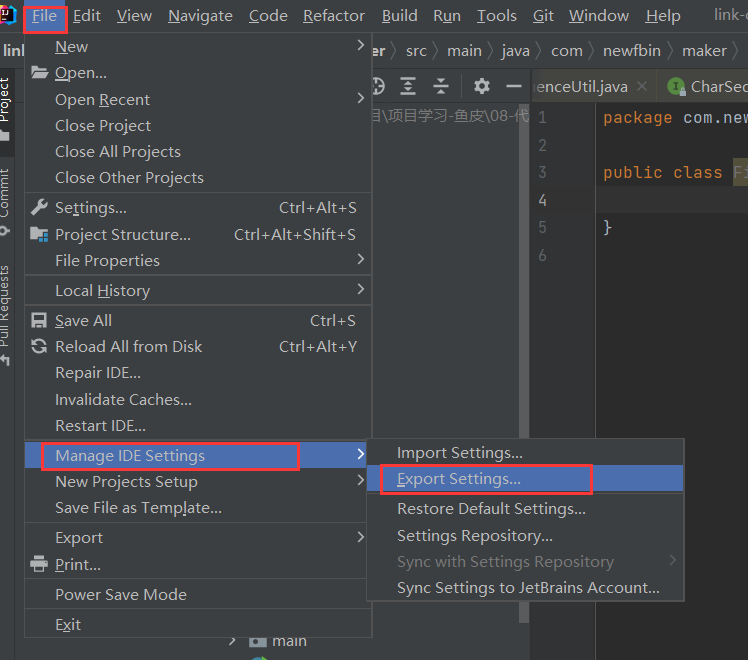 File Edit View Navigate Code Refactor Build Run Tools Git Window Help link-c
src main java com newfbin maker
New
Open...
Open Recent
Close Project
Close All Projects
Close Other Projects
Settings... Ctrl+Alt+S
Project Structure... Ctrl+Alt+Shift+S
File Properties
Local History
Save All Ctrl+S
Reload All from Disk Ctrl+Alt+Y
Repair IDE...
Invalidate Caches...
Restart IDE...
Manage IDE Settings
New Projects Setup
Save File as Template...
Export
Print...
Power Save Mode
Exit
Import Settings...
Export Settings...
Restore Default Settings...
Settings Repository...
Sync with Settings Repository
Sync Settings to JetBrains Account...
Project
Commit
Pull Requests
enceUtil.java CharSec
目\项目学习-鱼皮\08-代
1 package com.new
2
3 public class Fi
4
5 }
6
main